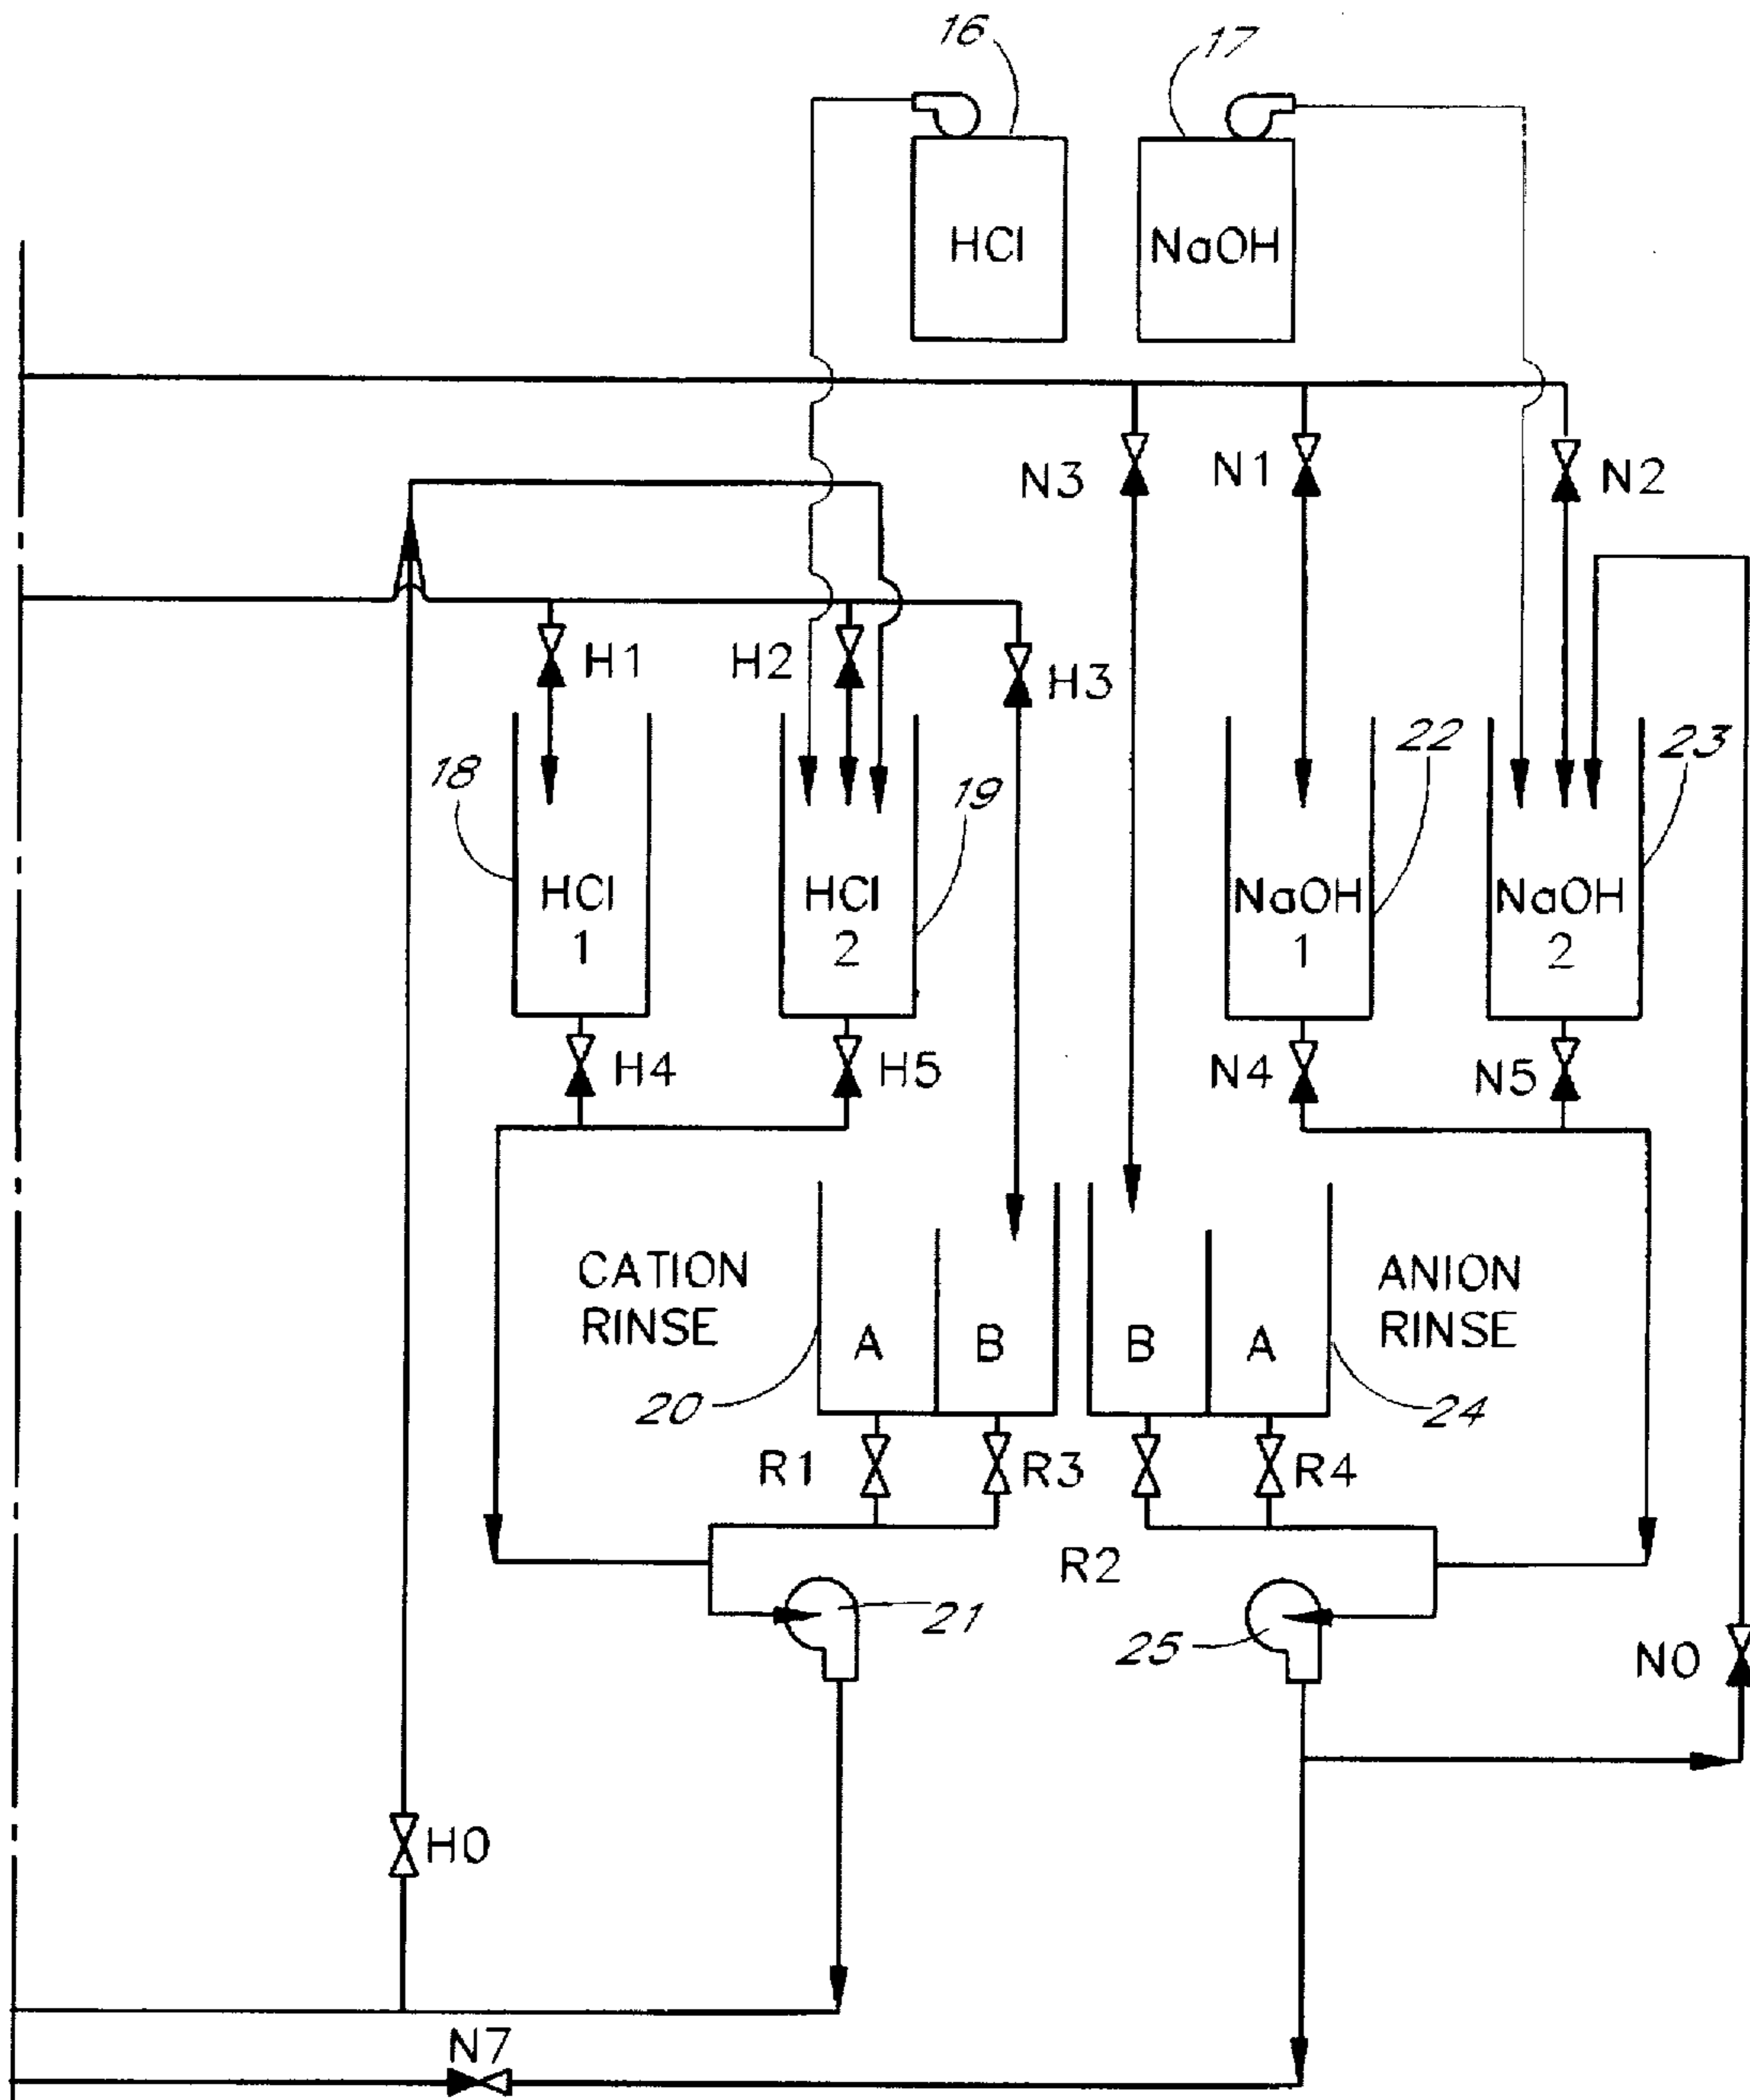 16
17
HCl
NaOH
N3
N1
N2
H1
H2
H3
18
19
22
23
HCl
1
HCl
2
NaOH
1
NaOH
2
H4
H5
N4
N5
CATION
RINSE
A
B
B
A
ANION
RINSE
20
24
R1
R3
R4
R2
21
25
N0
H0
N7